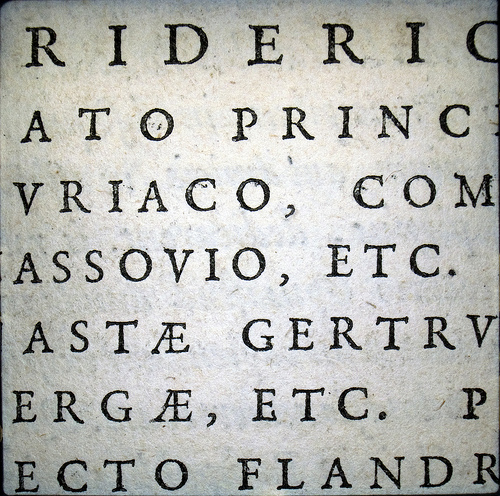 RIDERIC
ATO PRINC
VRIACO, COM
ASSOVIO, ETC.
ASTÆ GERTRV
ERGÆ, ETC. P
ECTO FLANDR